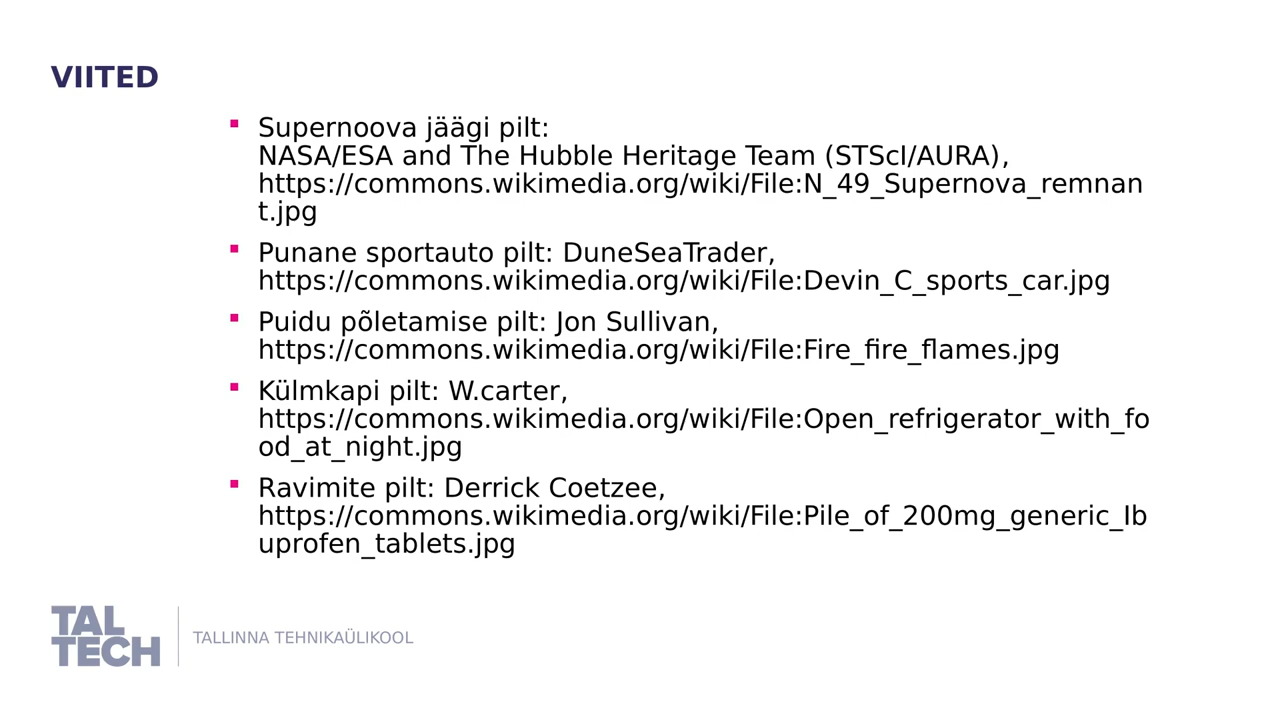 VIITED
Supernoova jäägi pilt:
NASA/ESA and The Hubble Heritage Team (STScI/AURA),
https://commons.wikimedia.org/wiki/File:N_49_Supernova_remnan
t.jpg
Punane sportauto pilt: DuneSeaTrader,
https://commons.wikimedia.org/wiki/File:Devin_C_sports_car.jpg
Puidu põletamise pilt: Jon Sullivan,
https://commons.wikimedia.org/wiki/File:Fire_fire_flames.jpg
Külmkapi pilt: W.carter,
https://commons.wikimedia.org/wiki/File:Open_refrigerator_with_fo
od_at_night.jpg
Ravimite pilt: Derrick Coetzee,
https://commons.wikimedia.org/wiki/File:Pile_of_200mg_generic_Ib
uprofen_tablets.jpg
TAL
TECH
TALLINNA TEHNIKAÜLIKOOL